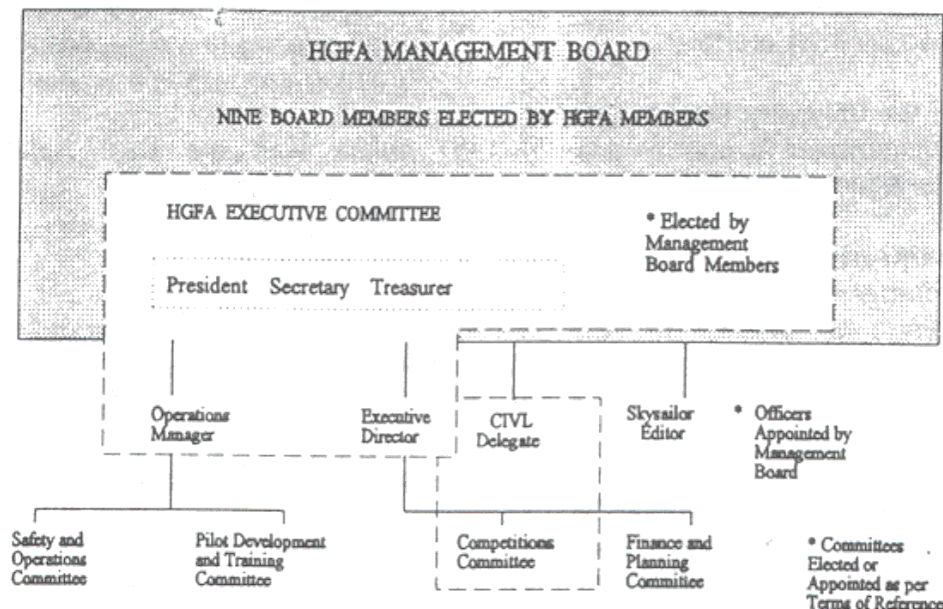 HGFA MANAGEMENT BOARD
NINE BOARD MEMBERS ELECTED BY HGFA MEMBERS
HGFA EXECUTIVE COMMITTEE
* Elected by
Management
Board Members
President Secretary Treasurer
Operations
Manager
Executive
Director
CIVL
Delegate
Skysailor
Editor
* Officers
Appointed by
Management
Board
Safety and
Operations
Committee
Pilot Development
and Training
Committee
Competitions
Committee
Finance and
Planning
Committee
* Committees
Elected or
Appointed as per
Terms of Reference